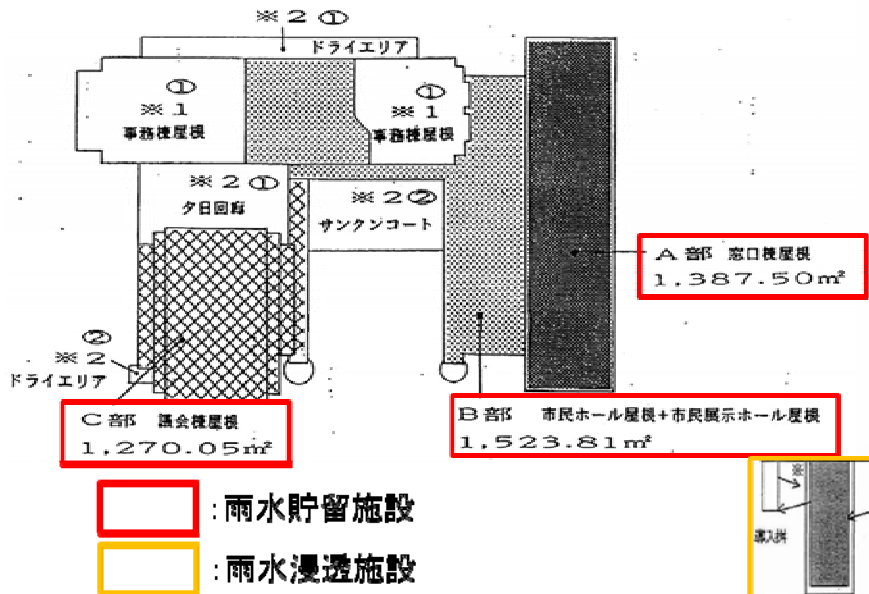 ※2①
ドライエリア
①
※1
事務棟屋根
①
※1
事務棟屋根
※2①
夕日回廊
※2②
サンクンコート
A部 窓口棟屋根
1,387.50㎡
②
※2
ドライエリア
C部 議会棟屋根
1,270.05㎡
B部 市民ホール屋根+市民展示ホール屋根
1,523.81㎡
:雨水貯留施設
:雨水浸透施設
※
導入桝